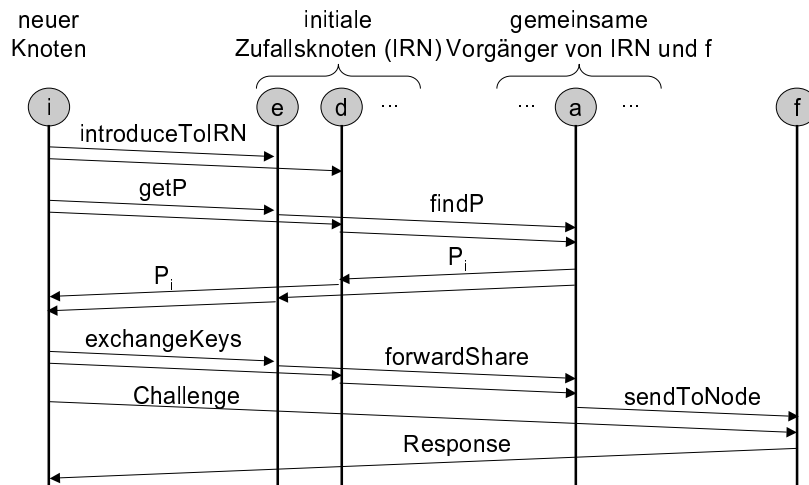 neuer
Knoten
initiale
Zufallsknoten (IRN)
gemeinsame
Vorgänger von IRN und f
i
e
d
...
...
a
...
f
introduceToIRN
getP
findP
Pi
Pi
exchangeKeys
forwardShare
Challenge
sendToNode
Response